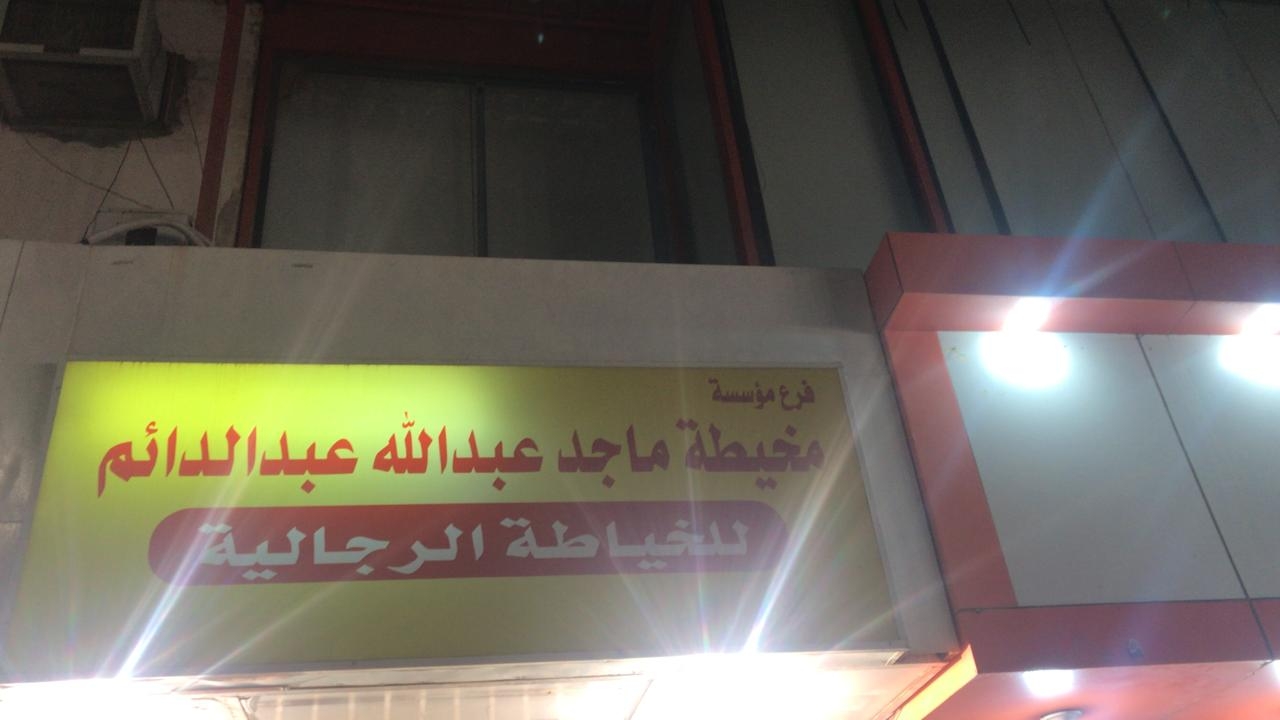 فرع مؤسسة
مخيطة ماجد عبدالله عبدالدائم
للخياطة الرجالية